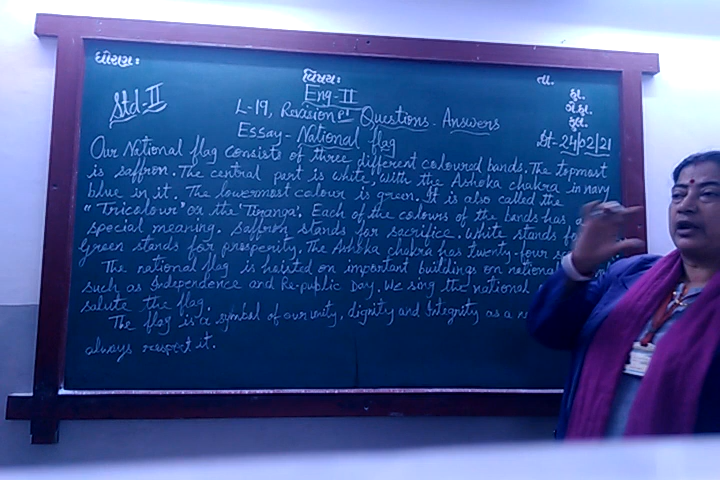 ધોરણ:
વિષય:
તા.
Std-II
Eng-II
કા.
ગે.કા.
કુલ.
L-19, Revision P1 Questions-Answers
Dt-24/02/21
Essay- National flag
Our National flag consists of three different coloured bands. The topmost
is saffron. The central part is white, with the Ashoka chakra in navy
blue in it. The lowermost colour is green. It is also called the
"Tricolour" or the 'Tiranga'. Each of the colours of the bands has a
special meaning. Saffron stands for sacrifice. White stands fo
green stands for prosperity. The Ashoka chakra has twenty-four s
The national flag is hoisted on important buildings on nationa
such as Independence and Re-public Day. We sing the national
salute the flag.
The flag is a symbol of our unity, dignity and Integrity as a n
always respect it.